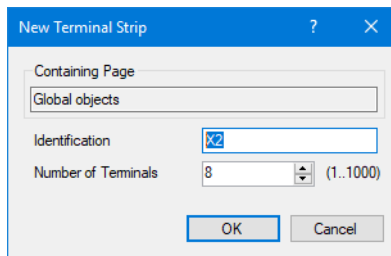 New Terminal Strip ?
Containing Page
Global objects
Identification X2
Number of Terminals 8 (1..1000)
OK Cancel